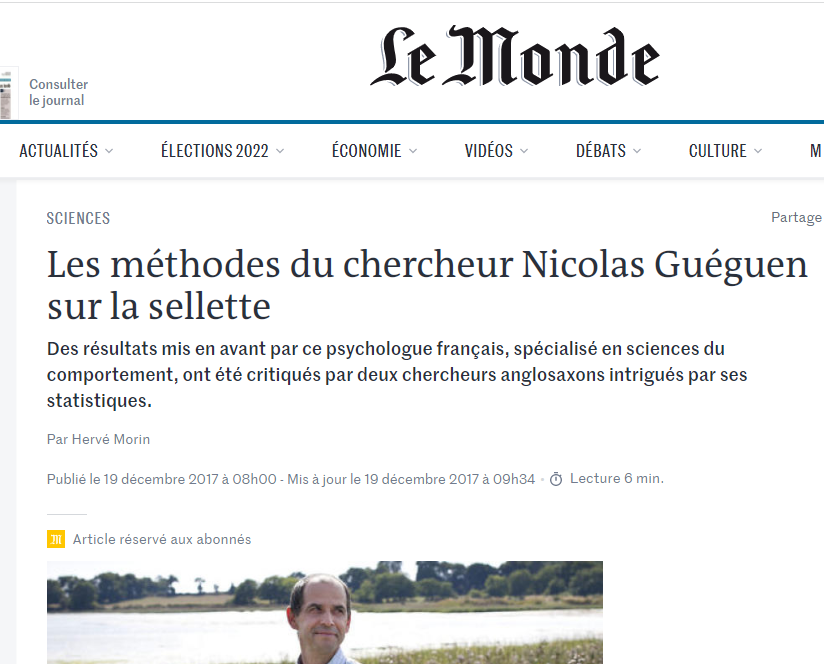 Le Monde
Consulter
le journal
ACTUALITÉS
ÉLECTIONS 2022
ÉCONOMIE
VIDÉOS
DÉBATS
CULTURE
M
SCIENCES
Partage
Les méthodes du chercheur Nicolas Guéguen
sur la sellette
Des résultats mis en avant par ce psychologue français, spécialisé en sciences du
comportement, ont été critiqués par deux chercheurs anglosaxons intrigués par ses
statistiques.
Par Hervé Morin
Publié le 19 décembre 2017 à 08h00 - Mis à jour le 19 décembre 2017 à 09h34 • Lecture 6 min.
M Article réservé aux abonnés